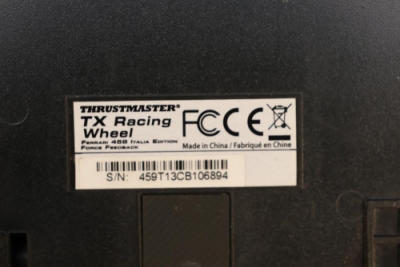 THRUSTMASTER®
TX Racing
Wheel
FERRARI 458 ITALIA EDITION
FORCE FEEDBACK
FC CE
Made in China / Fabriqué en Chine
S/N: 459T13CB106894